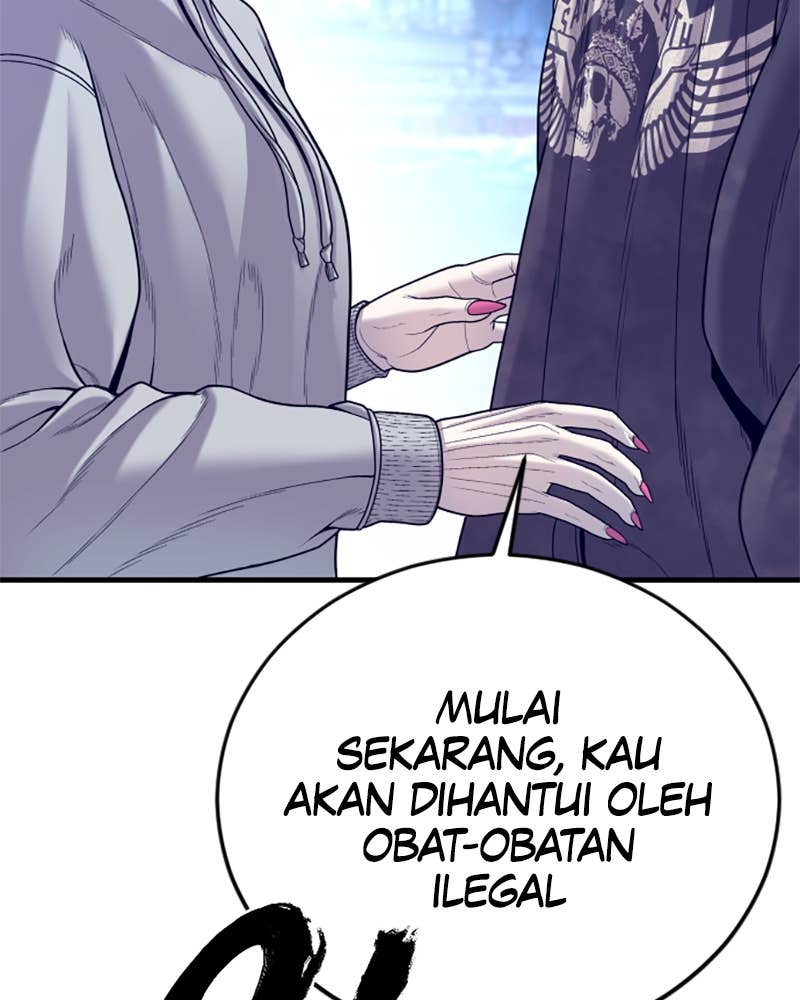 MULAI
SEKARANG, KAU
AKAN DIHANTUI OLEH
OBAT-OBATAN
ILEGAL